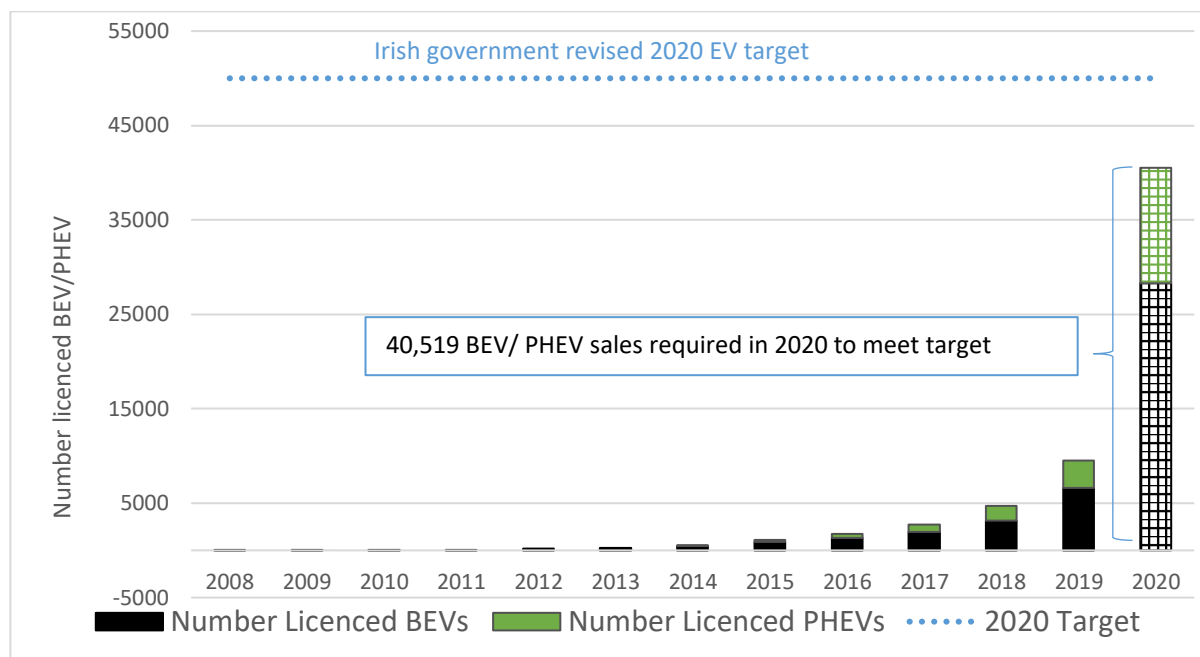 55000
Irish government revised 2020 EV target
45000
35000
25000
40,519 BEV/ PHEV sales required in 2020 to meet target
15000
5000
-5000
Number licenced BEV/PHEV
2008 2009 2010 2011 2012 2013 2014 2015 2016 2017 2018 2019 2020
Number Licenced BEVs Number Licenced PHEVs 2020 Target